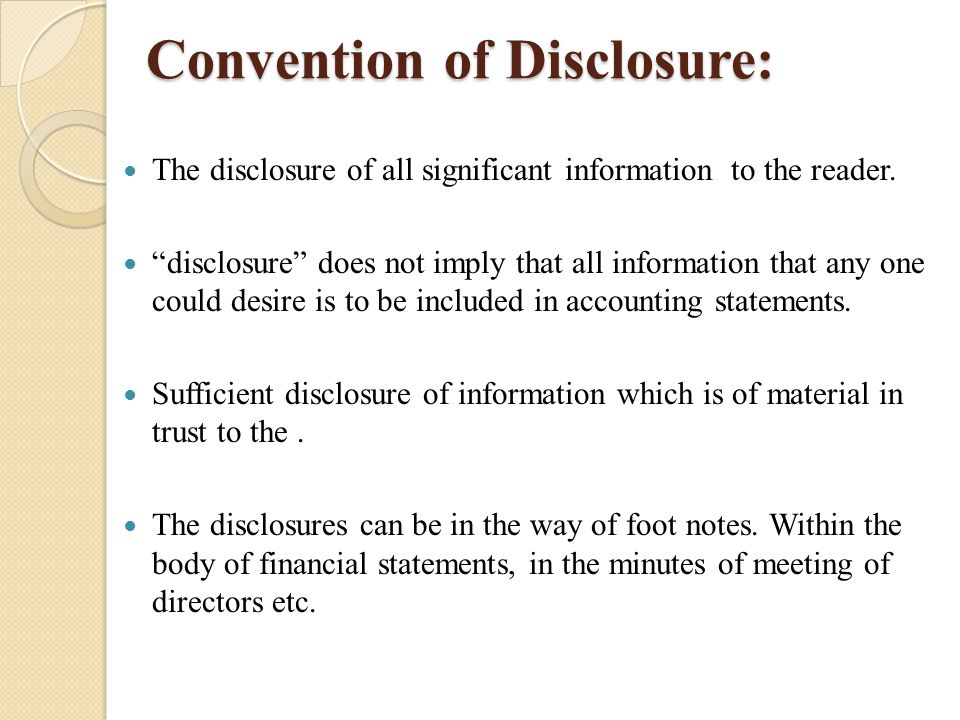 Convention of Disclosure:
The disclosure of all significant information to the reader.
“disclosure” does not imply that all information that any one
could desire is to be included in accounting statements.
Sufficient disclosure of information which is of material in
trust to the .
The disclosures can be in the way of foot notes. Within the
body of financial statements, in the minutes of meeting of
directors etc.